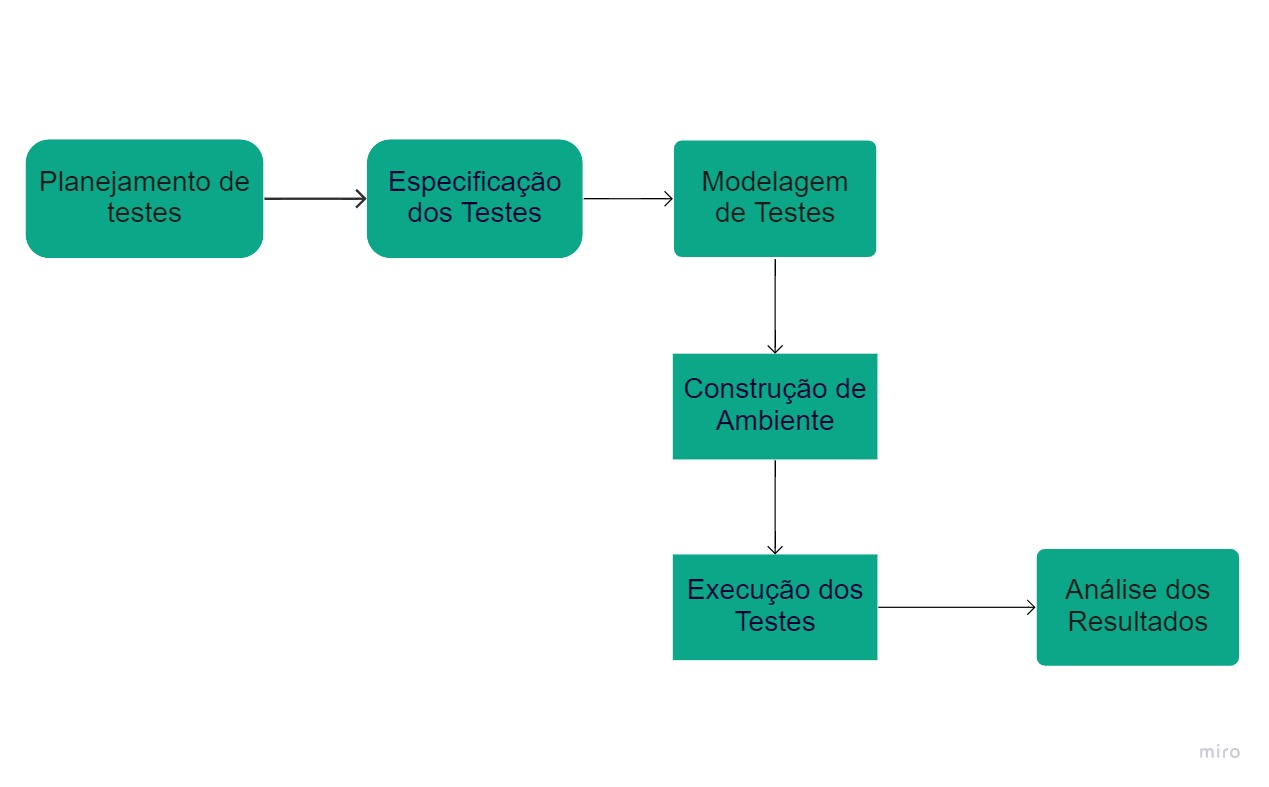 Planejamento de
testes
Especificação
dos Testes
Modelagem
de Testes
Construção de
Ambiente
Execução dos
Testes
Análise dos
Resultados
miro